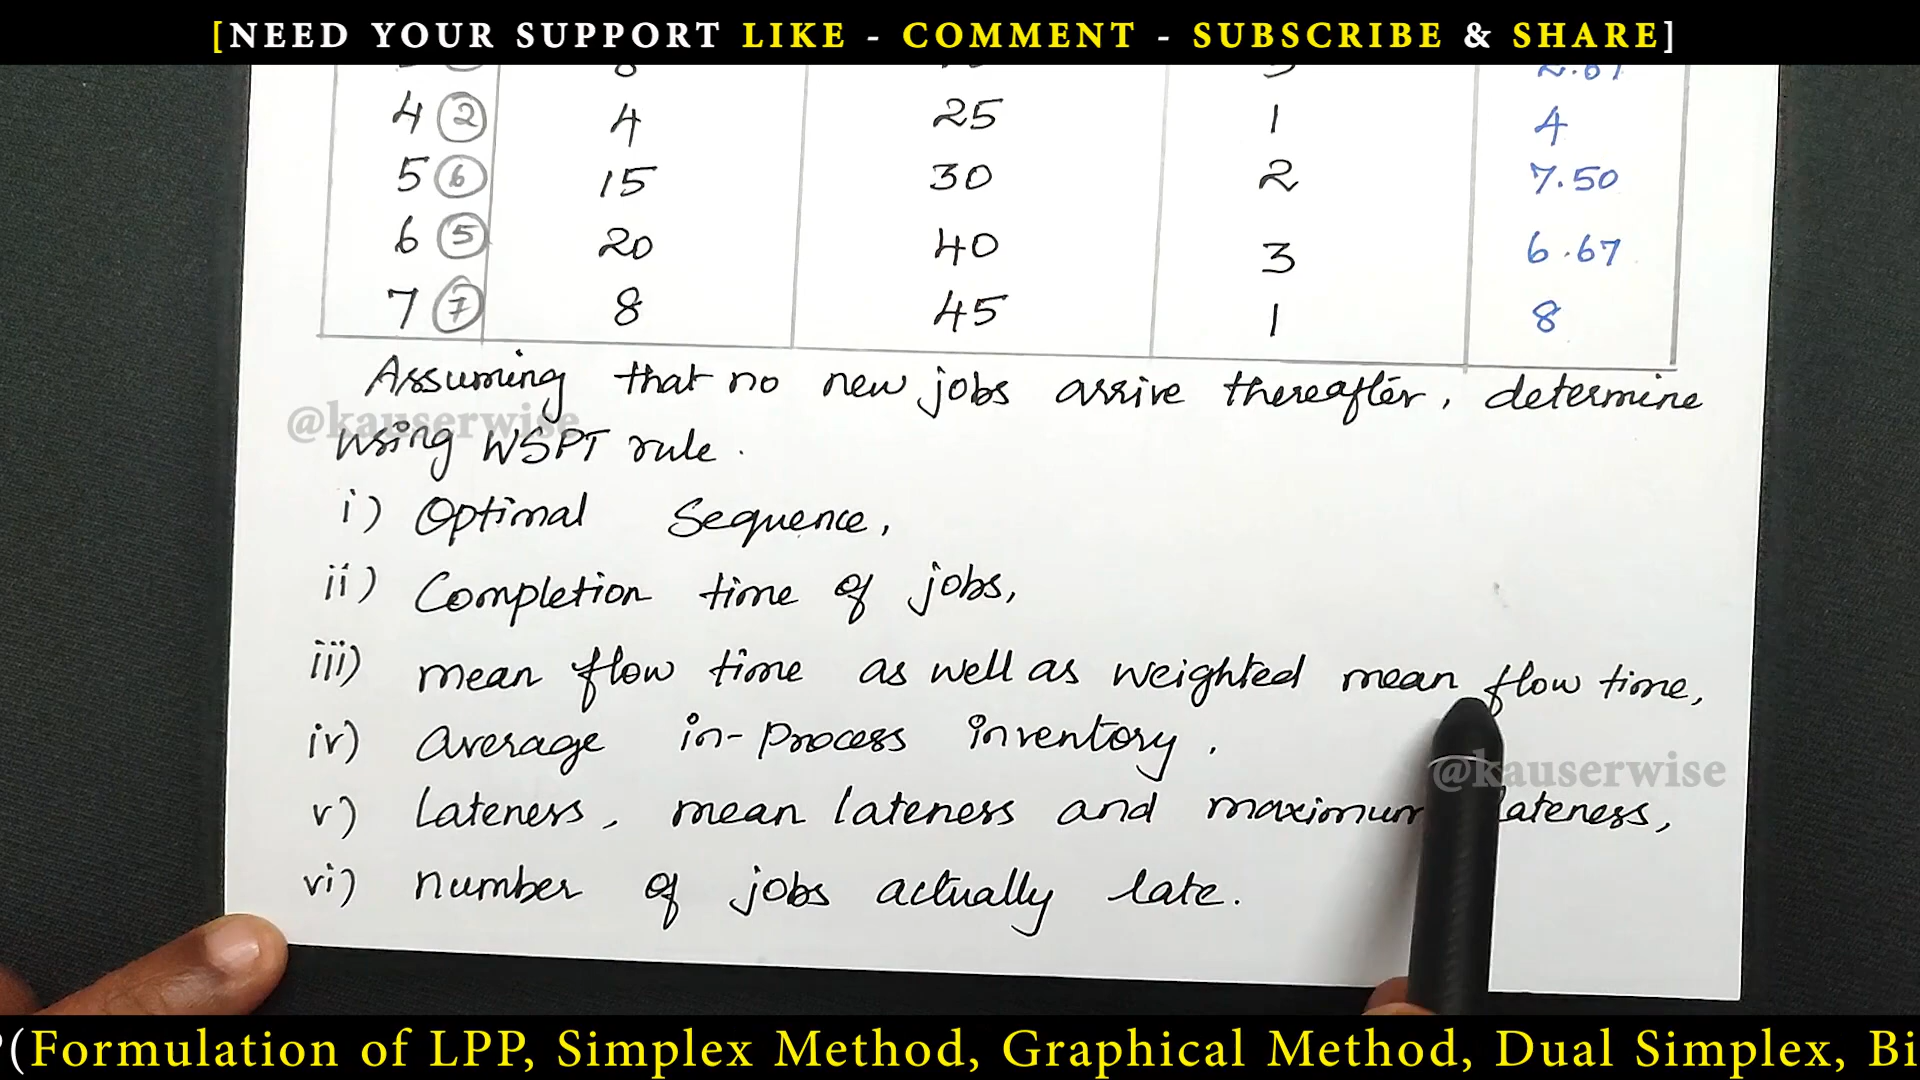 [NEED YOUR SUPPORT LIKE - COMMENT - SUBSCRIBE & SHARE]
4 ② 4 25 1 4
5 ⑥ 15 30 2 7.50
6 ⑤ 20 40 3 6.67
7 ⑦ 8 45 1 8
Assuming that no new jobs arrive thereafter, determine
@kauserwise
using WSPT rule.
i) Optimal Sequence,
ii) Completion time of jobs,
iii) mean flow time as well as weighted mean flow time,
iv) average in-process inventory.
@kauserwise
v) lateness, mean lateness and maximum lateness,
vi) number of jobs actually late.
(Formulation of LPP, Simplex Method, Graphical Method, Dual Simplex, Bi